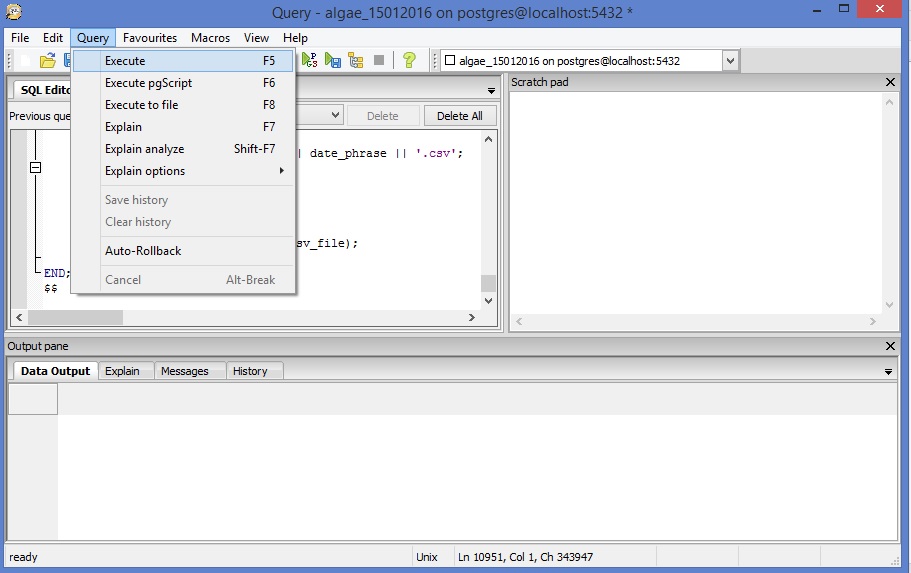 Query - algae_15012016 on postgres@localhost:5432 *
File Edit Query Favourites Macros View Help
algae_15012016 on postgres@localhost:5432
Execute F5
Execute pgScript F6
Execute to file F8
Explain F7
Explain analyze Shift-F7
Explain options
Save history
Clear history
Auto-Rollback
Cancel Alt-Break
SQL Edito
Previous que
Delete Delete All
| date_phrase || '.csv';
sv_file);
END;
$$
Scratch pad
Output pane
Data Output Explain Messages History
ready Unix Ln 10951, Col 1, Ch 343947